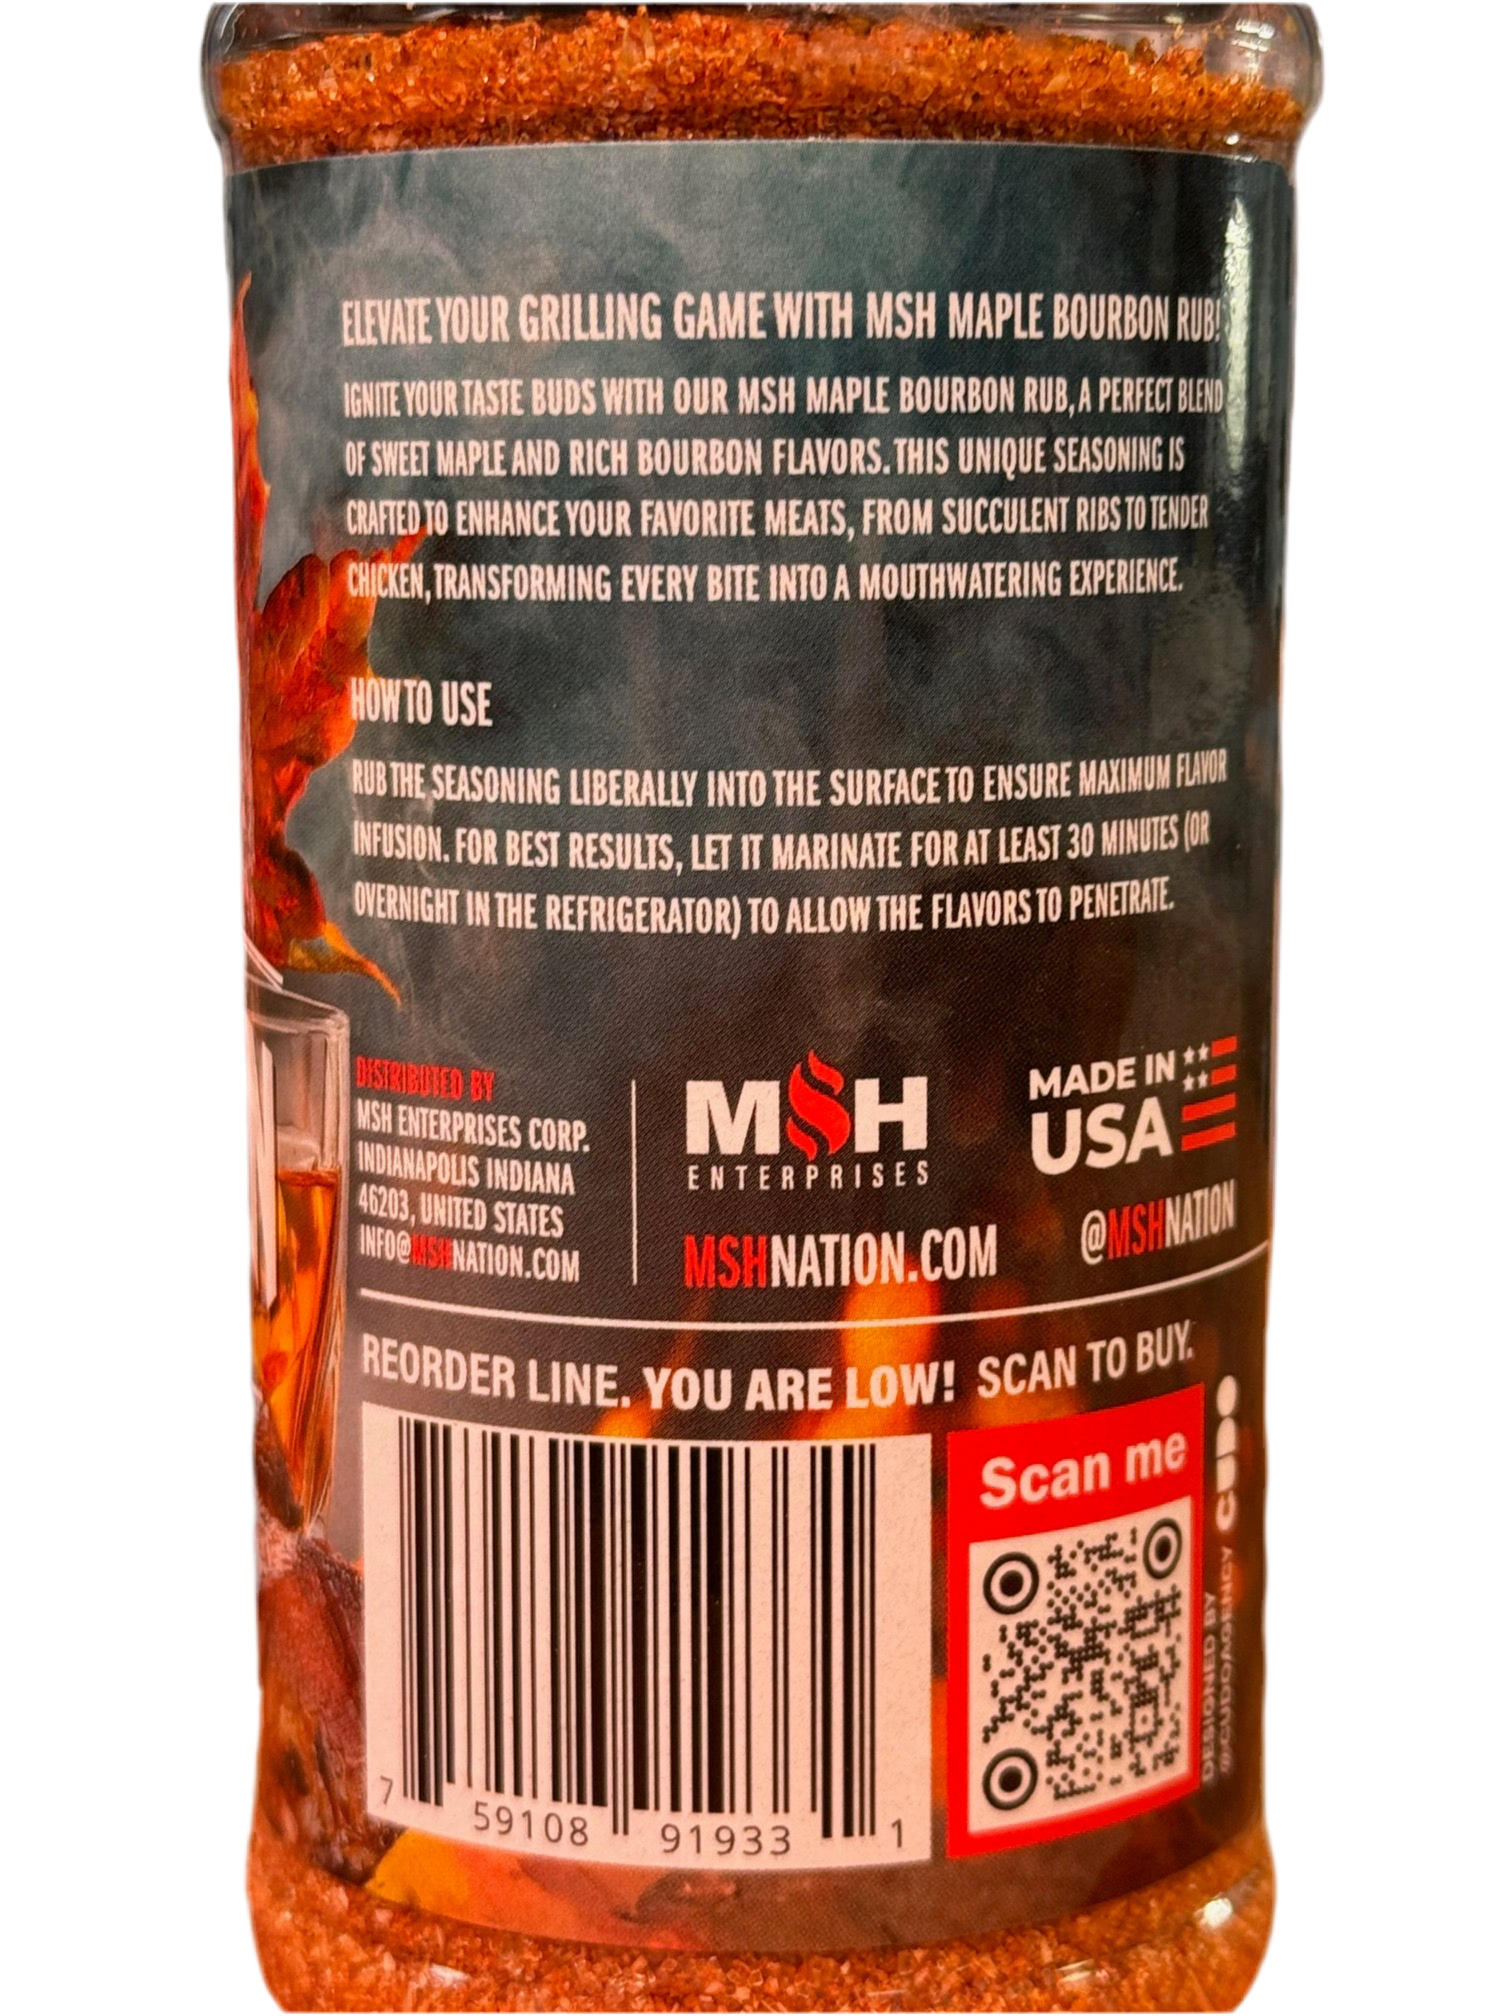 ELEVATE YOUR GRILLING GAME WITH MSH MAPLE BOURBON RUB!
IGNITE YOUR TASTE BUDS WITH OUR MSH MAPLE BOURBON RUB, A PERFECT BLEND
OF SWEET MAPLE AND RICH BOURBON FLAVORS. THIS UNIQUE SEASONING IS
CRAFTED TO ENHANCE YOUR FAVORITE MEATS, FROM SUCCULENT RIBS TO TENDER
CHICKEN, TRANSFORMING EVERY BITE INTO A MOUTHWATERING EXPERIENCE.
HOW TO USE
RUB THE SEASONING LIBERALLY INTO THE SURFACE TO ENSURE MAXIMUM FLAVOR
INFUSION. FOR BEST RESULTS, LET IT MARINATE FOR AT LEAST 30 MINUTES (OR
OVERNIGHT IN THE REFRIGERATOR) TO ALLOW THE FLAVORS TO PENETRATE.
DISTRIBUTED BY
MSH ENTERPRISES CORP.
INDIANAPOLIS INDIANA
46203, UNITED STATES
INFO@MSHNATION.COM
MSH
ENTERPRISES
MSHNATION.COM
MADE IN
USA
@MSHNATION
REORDER LINE. YOU ARE LOW! SCAN TO BUY.
Scan me
7 59108 91933 1
DESIGNED BY
@CUDOAGENCY
CUDO